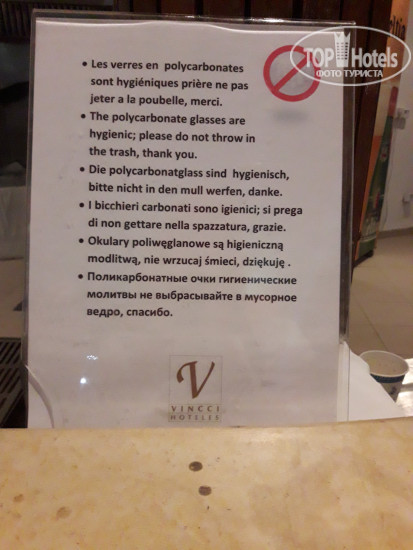 TOP Hotels
ФОТО ТУРИСТА
• Les verres en polycarbonates
sont hygiéniques prière ne pas
jeter a la poubelle, merci.
• The polycarbonate glasses are
hygienic; please do not throw in
the trash, thank you.
• Die polycarbonatglass sind hygienisch,
bitte nicht in den mull werfen, danke.
• I bicchieri carbonati sono igienici; si prega
di non gettare nella spazzatura, grazie.
• Okulary poliwęglanowe są higieniczną
modlitwą, nie wrzucaj śmieci, dziękuję .
• Поликарбонатные очки гигиенические
молитвы не выбрасывайте в мусорное
ведро, спасибо.
V
VINCCI
HOTELES